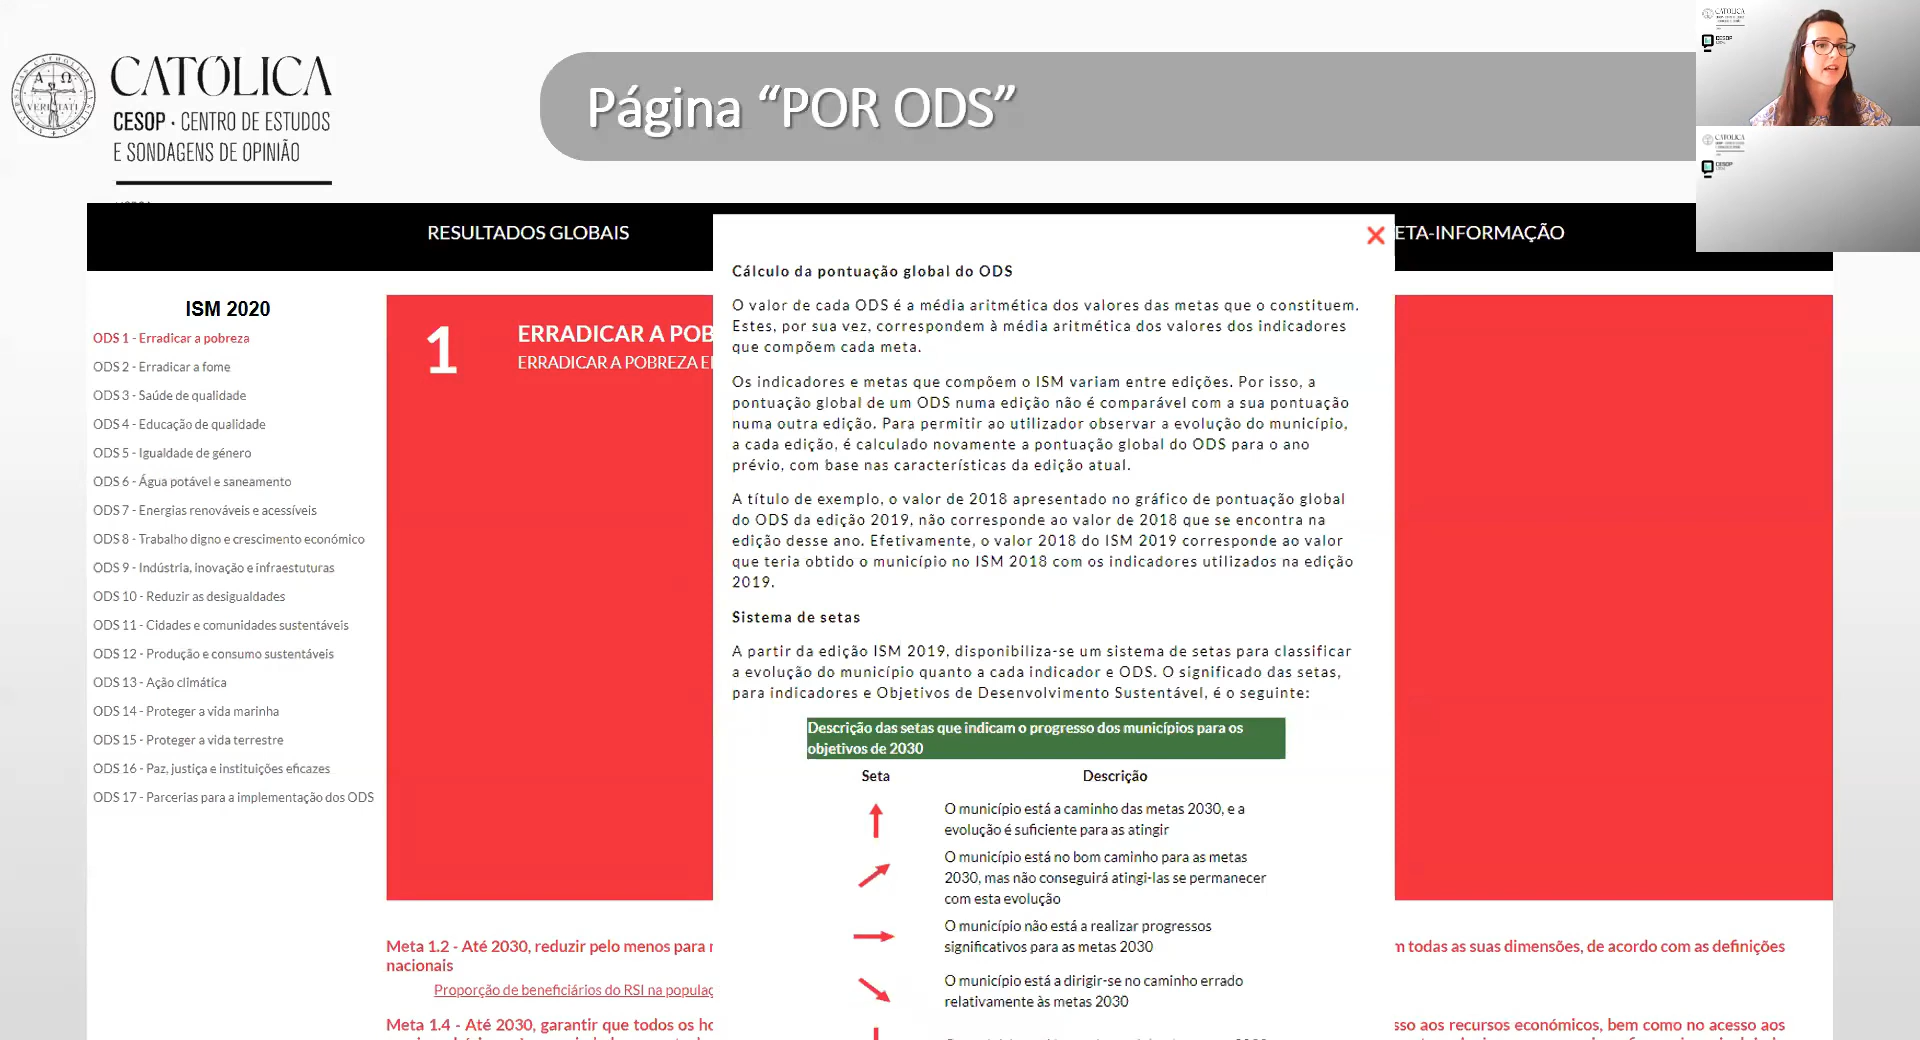 CATÓLICA
CESOP · CENTRO DE ESTUDOS
E SONDAGENS DE OPINIÃO
Página “POR ODS”
CATÓLICA
CESOP
CATÓLICA
CESOP
RESULTADOS GLOBAIS
ETA-INFORMAÇÃO
ISM 2020
ODS 1 - Erradicar a pobreza
ODS 2 - Erradicar a fome
ODS 3 - Saúde de qualidade
ODS 4 - Educação de qualidade
ODS 5 - Igualdade de género
ODS 6 - Água potável e saneamento
ODS 7 - Energias renováveis e acessíveis
ODS 8 - Trabalho digno e crescimento económico
ODS 9 - Indústria, inovação e infraestuturas
ODS 10 - Reduzir as desigualdades
ODS 11 - Cidades e comunidades sustentáveis
ODS 12 - Produção e consumo sustentáveis
ODS 13 - Ação climática
ODS 14 - Proteger a vida marinha
ODS 15 - Proteger a vida terrestre
ODS 16 - Paz, justiça e instituições eficazes
ODS 17 - Parcerias para a implementação dos ODS
1
ERRADICAR A POB
ERRADICAR A POBREZA E
Cálculo da pontuação global do ODS
O valor de cada ODS é a média aritmética dos valores das metas que o constituem.
Estes, por sua vez, correspondem à média aritmética dos valores dos indicadores
que compõem cada meta.
Os indicadores e metas que compõem o ISM variam entre edições. Por isso, a
pontuação global de um ODS numa edição não é comparável com a sua pontuação
numa outra edição. Para permitir ao utilizador observar a evolução do município,
a cada edição, é calculado novamente a pontuação global do ODS para o ano
prévio, com base nas características da edição atual.
A título de exemplo, o valor de 2018 apresentado no gráfico de pontuação global
do ODS da edição 2019, não corresponde ao valor de 2018 que se encontra na
edição desse ano. Efetivamente, o valor 2018 do ISM 2019 corresponde ao valor
que teria obtido o município no ISM 2018 com os indicadores utilizados na edição
2019.
Sistema de setas
A partir da edição ISM 2019, disponibiliza-se um sistema de setas para classificar
a evolução do município quanto a cada indicador e ODS. O significado das setas,
para indicadores e Objetivos de Desenvolvimento Sustentável, é o seguinte:
Descrição das setas que indicam o progresso dos municípios para os
objetivos de 2030
Seta Descrição
O município está a caminho das metas 2030, e a
evolução é suficiente para as atingir
O município está no bom caminho para as metas
2030, mas não conseguirá atingi-las se permanecer
com esta evolução
O município não está a realizar progressos
significativos para as metas 2030
O município está a dirigir-se no caminho errado
relativamente às metas 2030
Meta 1.2 - Até 2030, reduzir pelo menos para
nacionais
Proporção de beneficiários do RSI na populaç
Meta 1.4 - Até 2030, garantir que todos os ho
m todas as suas dimensões, de acordo com as definições
sso aos recursos económicos, bem como no acesso aos